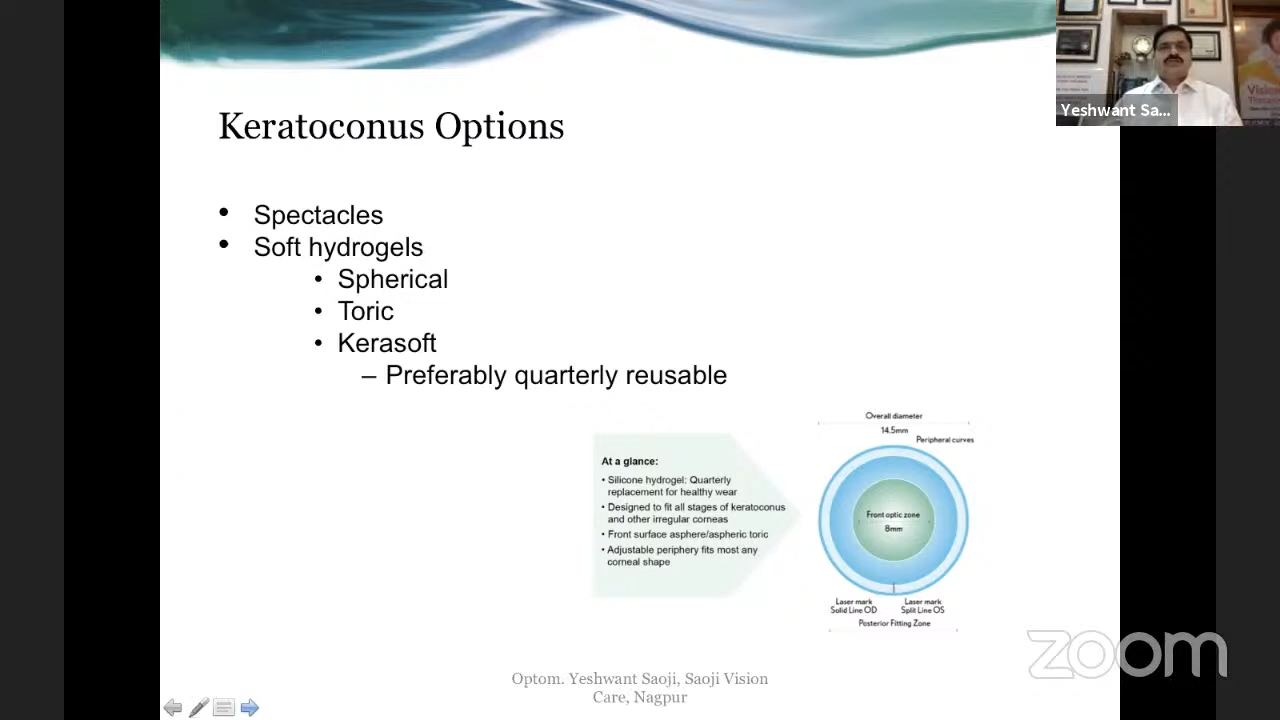 Keratoconus Options
• Spectacles
• Soft hydrogels
• Spherical
• Toric
• Kerasoft
– Preferably quarterly reusable
At a glance:
• Silicone hydrogel: Quarterly
replacement for healthy wear
• Designed to fit all stages of keratoconus
and other irregular corneas
• Front surface asphere/aspheric toric
• Adjustable periphery fits most any
corneal shape
Overall diameter
14.5mm
Peripheral curves
Front optic zone
8mm
Laser mark
Solid Line OD
Laser mark
Split Line OS
Posterior Fitting Zone
Optom. Yeshwant Saoji, Saoji Vision
Care, Nagpur
Yeshwant Sa...
zoom